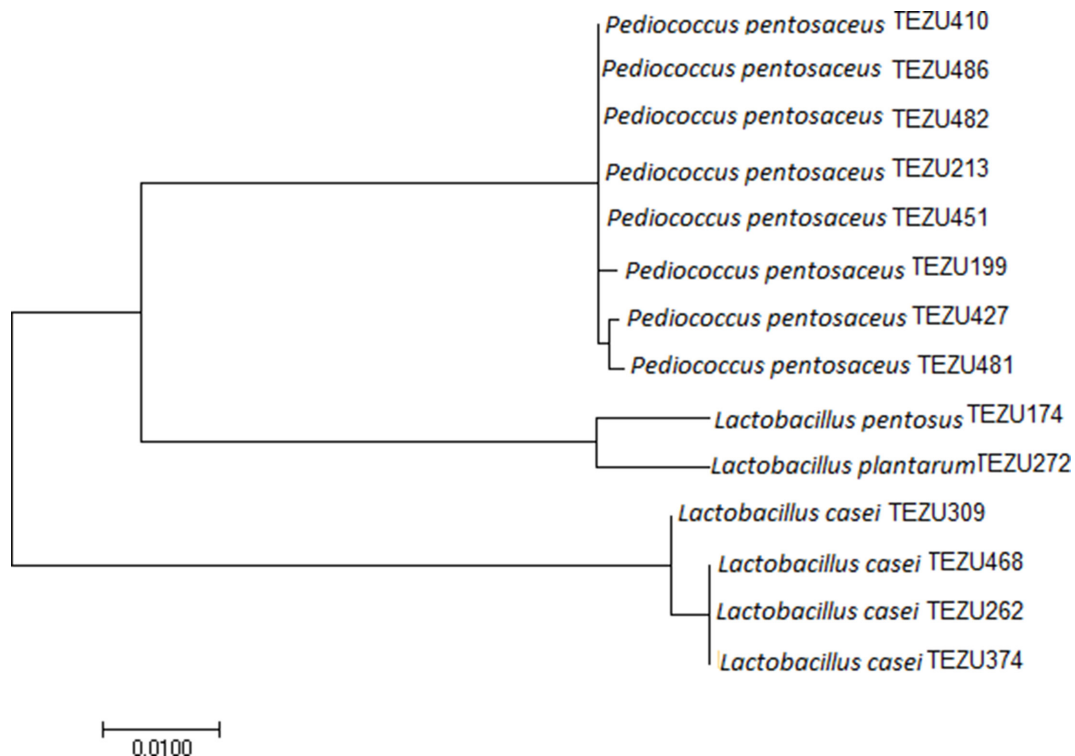 Pediococcus pentosaceus TEZU410
Pediococcus pentosaceus TEZU486
Pediococcus pentosaceus TEZU482
Pediococcus pentosaceus TEZU213
Pediococcus pentosaceus TEZU451
Pediococcus pentosaceus TEZU199
Pediococcus pentosaceus TEZU427
Pediococcus pentosaceus TEZU481
Lactobacillus pentosus TEZU174
Lactobacillus plantarum TEZU272
Lactobacillus casei TEZU309
Lactobacillus casei TEZU468
Lactobacillus casei TEZU262
Lactobacillus casei TEZU374
0.0100